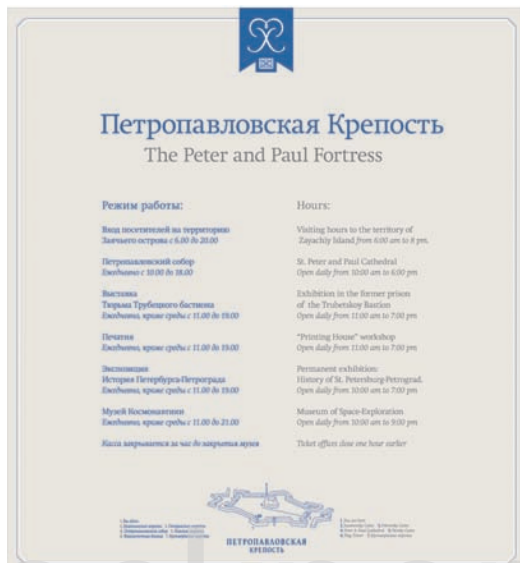 Петропавловская Крепость
The Peter and Paul Fortress
Режим работы:
Вход посетителей на территорию
Заячьего острова с 6.00 до 20.00
Петропавловский собор
Ежедневно с 10.00 до 18.00
Выставка
Тюрьма Трубецкого бастиона
Ежедневно, кроме среды с 11.00 до 19.00
Печатня
Ежедневно, кроме среды с 11.00 до 19.00
Экспозиция
История Петербурга-Петрограда
Ежедневно, кроме среды с 11.00 до 19.00
Музей Космонавтики
Ежедневно, кроме среды с 11.00 до 21.00
Касса закрывается за час до закрытия музея
Hours:
Visiting hours to the territory of
Zayachiy Island from 6:00 am to 8 pm.
St. Peter and Paul Cathedral
Open daily from 10:00 am to 6:00 pm
Exhibition in the former prison
of the Trubetskoy Bastion
Open daily from 11:00 am to 7:00 pm
"Printing House" workshop
Open daily from 11:00 am to 7:00 pm
Permanent exhibition:
History of St. Petersburg-Petrograd.
Open daily from 10:00 am to 7:00 pm
Museum of Space-Exploration
Open daily from 10:00 am to 9:00 pm
Ticket offices close one hour earlier
ПЕТРОПАВЛОВСКАЯ
КРЕПОСТЬ